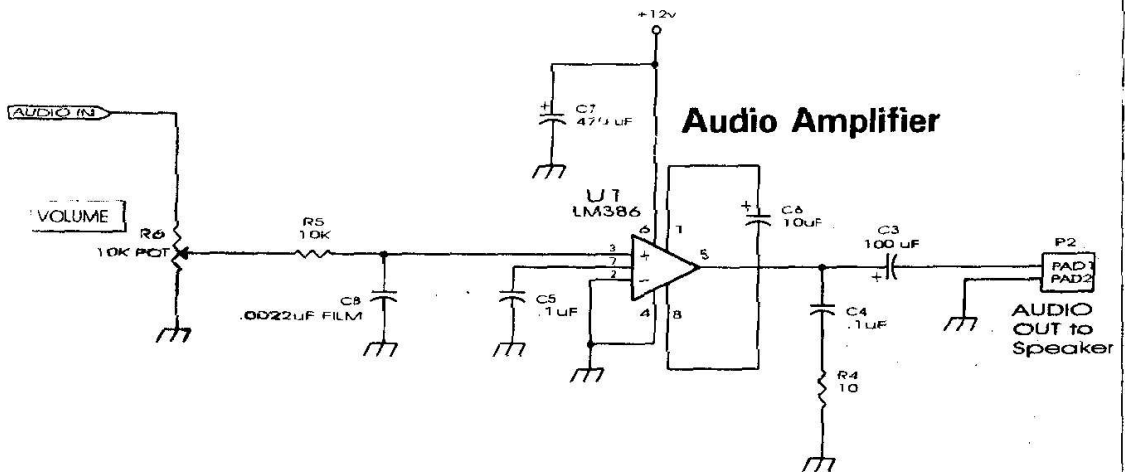 +12v
AUDIO IN
C7
470 uF
Audio Amplifier
U1
LM386
VOLUME
R6
10K POT
R5
10K
6
1
C6
10uF
C3
100 uF
P2
PAD1
PAD2
3
+
7
2
-
5
C8
.0022uF FILM
C5
.1uF
4
8
C4
.1uF
AUDIO
OUT to
Speaker
R4
10